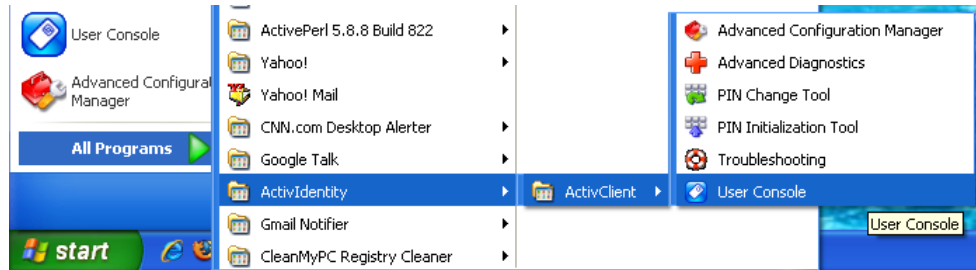 User Console
Advanced Configurat
Manager
All Programs
start
ActivePerl 5.8.8 Build 822
Yahoo!
Yahoo! Mail
CNN.com Desktop Alerter
Google Talk
ActivIdentity
Gmail Notifier
CleanMyPC Registry Cleaner
ActivClient
Advanced Configuration Manager
Advanced Diagnostics
PIN Change Tool
PIN Initialization Tool
Troubleshooting
User Console
User Console